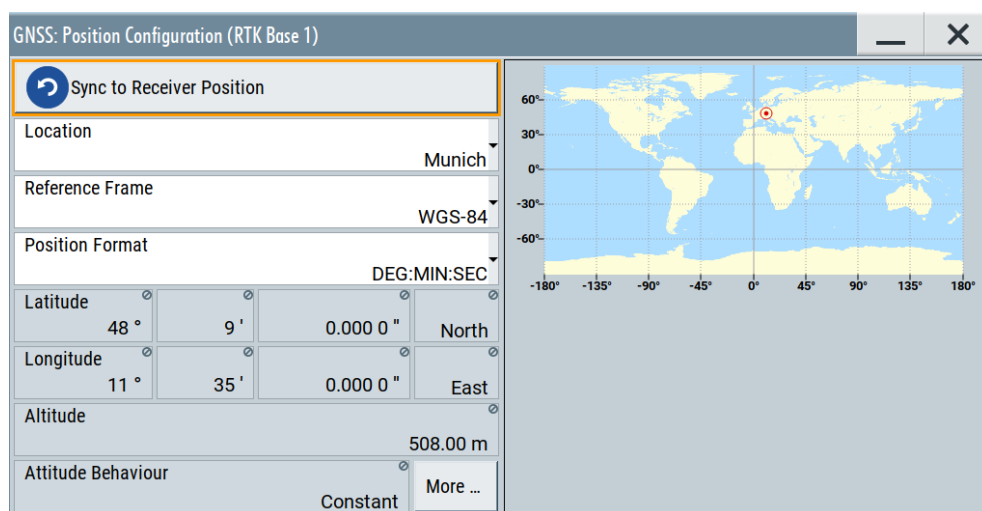 GNSS: Position Configuration (RTK Base 1)
Sync to Receiver Position
Location
Munich
Reference Frame
WGS-84
Position Format
DEG:MIN:SEC
Latitude
48 ° 9 ' 0.000 0 " North
Longitude
11 ° 35 ' 0.000 0 " East
Altitude
508.00 m
Attitude Behaviour
Constant
More ...
60°
30°
0°
-30°
-60°
-180° -135° -90° -45° 0° 45° 90° 135° 180°